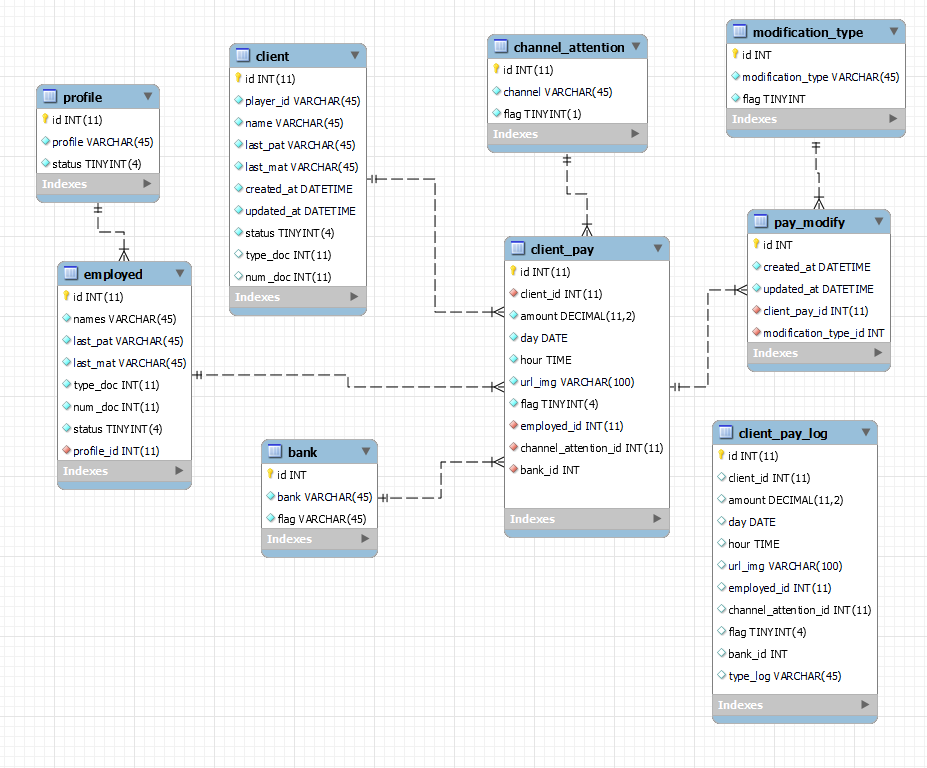 profile
id INT(11)
profile VARCHAR(45)
status TINYINT(4)
Indexes
client
id INT(11)
player_id VARCHAR(45)
name VARCHAR(45)
last_pat VARCHAR(45)
last_mat VARCHAR(45)
created_at DATETIME
updated_at DATETIME
status TINYINT(4)
type_doc INT(11)
num_doc INT(11)
Indexes
channel_attention
id INT(11)
channel VARCHAR(45)
flag TINYINT(1)
Indexes
modification_type
id INT
modification_type VARCHAR(45)
flag TINYINT
Indexes
employed
id INT(11)
names VARCHAR(45)
last_pat VARCHAR(45)
last_mat VARCHAR(45)
type_doc INT(11)
num_doc INT(11)
status TINYINT(4)
profile_id INT(11)
Indexes
bank
id INT
bank VARCHAR(45)
flag VARCHAR(45)
Indexes
client_pay
id INT(11)
client_id INT(11)
amount DECIMAL(11,2)
day DATE
hour TIME
url_img VARCHAR(100)
flag TINYINT(4)
employed_id INT(11)
channel_attention_id INT(11)
bank_id INT
Indexes
pay_modify
id INT
created_at DATETIME
updated_at DATETIME
client_pay_id INT(11)
modification_type_id INT
Indexes
client_pay_log
id INT(11)
client_id INT(11)
amount DECIMAL(11,2)
day DATE
hour TIME
url_img VARCHAR(100)
employed_id INT(11)
channel_attention_id INT(11)
flag TINYINT(4)
bank_id INT
type_log VARCHAR(45)
Indexes